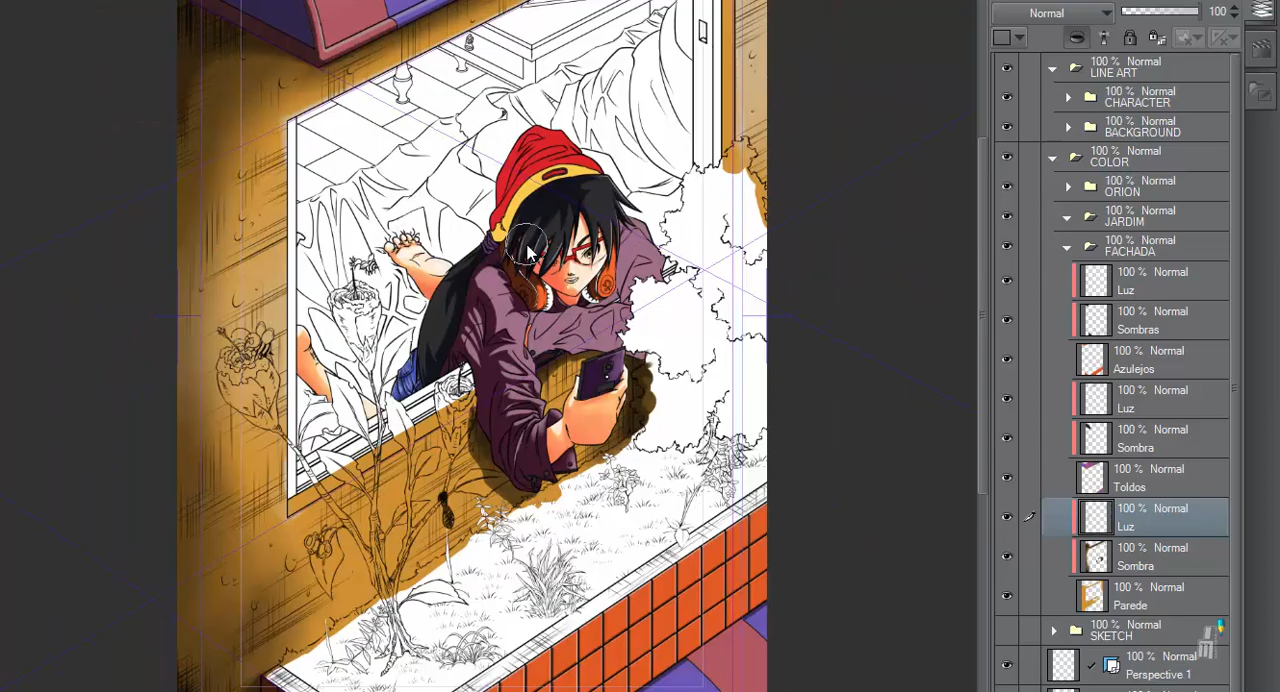 Normal
100
100 % Normal
LINE ART
CHARACTER
100 % Normal
BACKGROUND
100 % Normal
COLOR
100 % Normal
ORION
100 % Normal
JARDIM
100 % Normal
FACHADA
100 % Normal
Luz
100 % Normal
Sombras
100 % Normal
Azulejos
100 % Normal
Luz
100 % Normal
Sombra
100 % Normal
Toldos
100 % Normal
Luz
100 % Normal
Sombra
100 % Normal
Parede
100 % Normal
SKETCH
100 % Normal
Perspective 1
100 % Normal